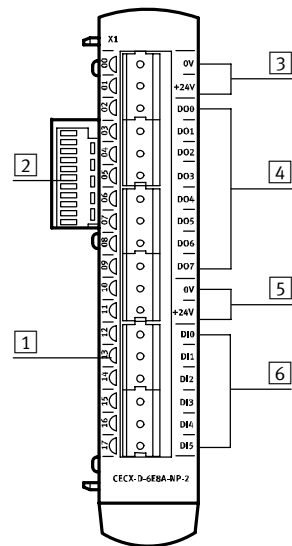 X1
00 0V
01 +24V
3
02 DO0
03 DO1
04 DO2
2
05 DO3
4
06 DO4
07 DO5
08 DO6
09 DO7
10 0V
5
11 +24V
12 DI0
1
13 DI1
14 DI2
6
15 DI3
16 DI4
17 DI5
CECX-D-6E8A-NP-2